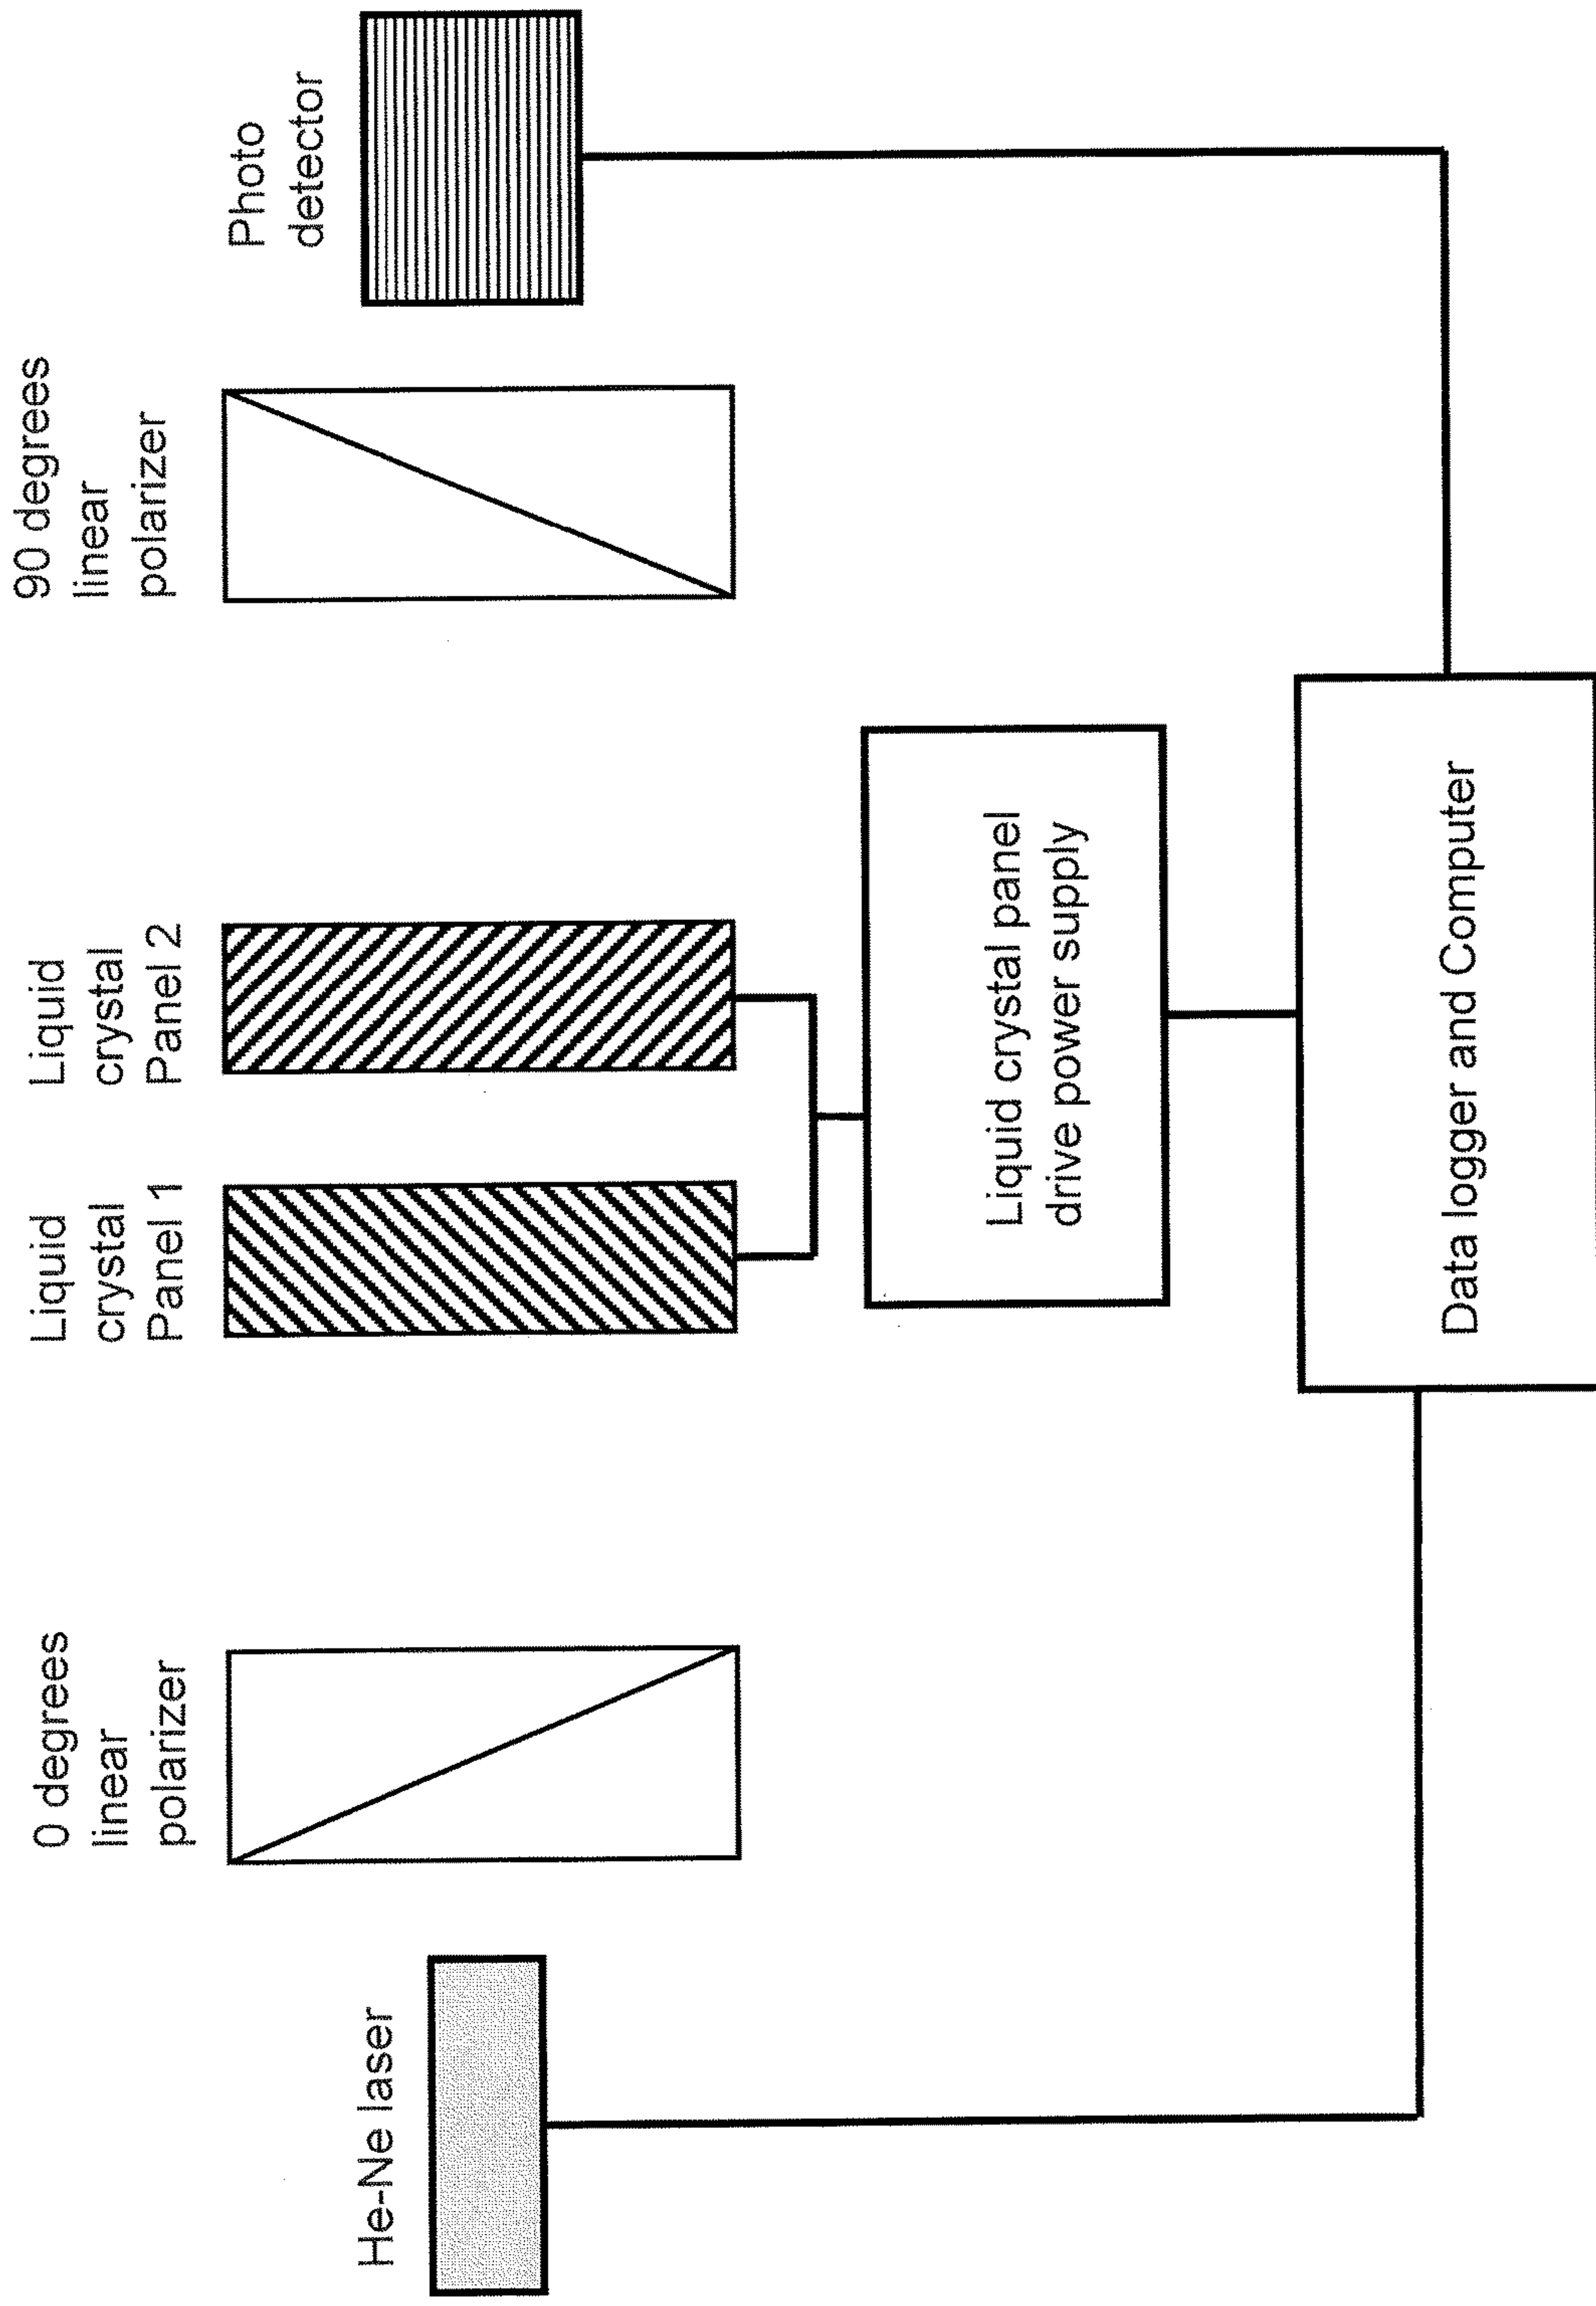 He-Ne laser
0 degrees
linear
polarizer
Liquid
crystal
Panel 1
Liquid
crystal
Panel 2
90 degrees
linear
polarizer
Photo
detector
Liquid crystal panel
drive power supply
Data logger and Computer